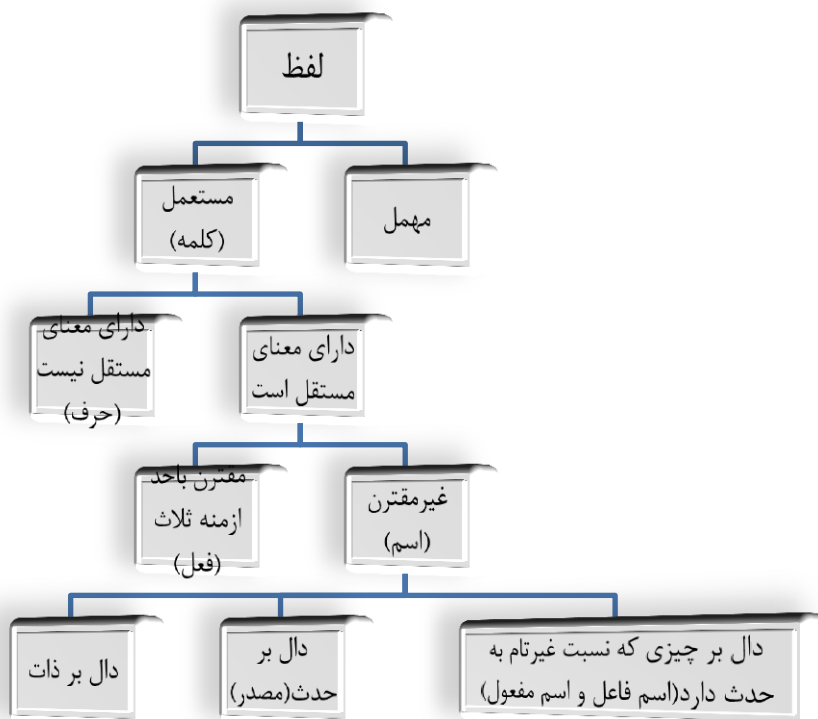 لفظ
مهمل
مستعمل
(کلمه)
دارای معنای
مستقل است
دارای معنای
مستقل نیست
(حرف)
غیرمقترن
(اسم)
مقترن باحد
ازمنه ثلاث
(فعل)
دال بر چیزی که نسبت غیرتام به
حدث دارد(اسم فاعل و اسم مفعول)
دال بر
حدث(مصدر)
دال بر ذات